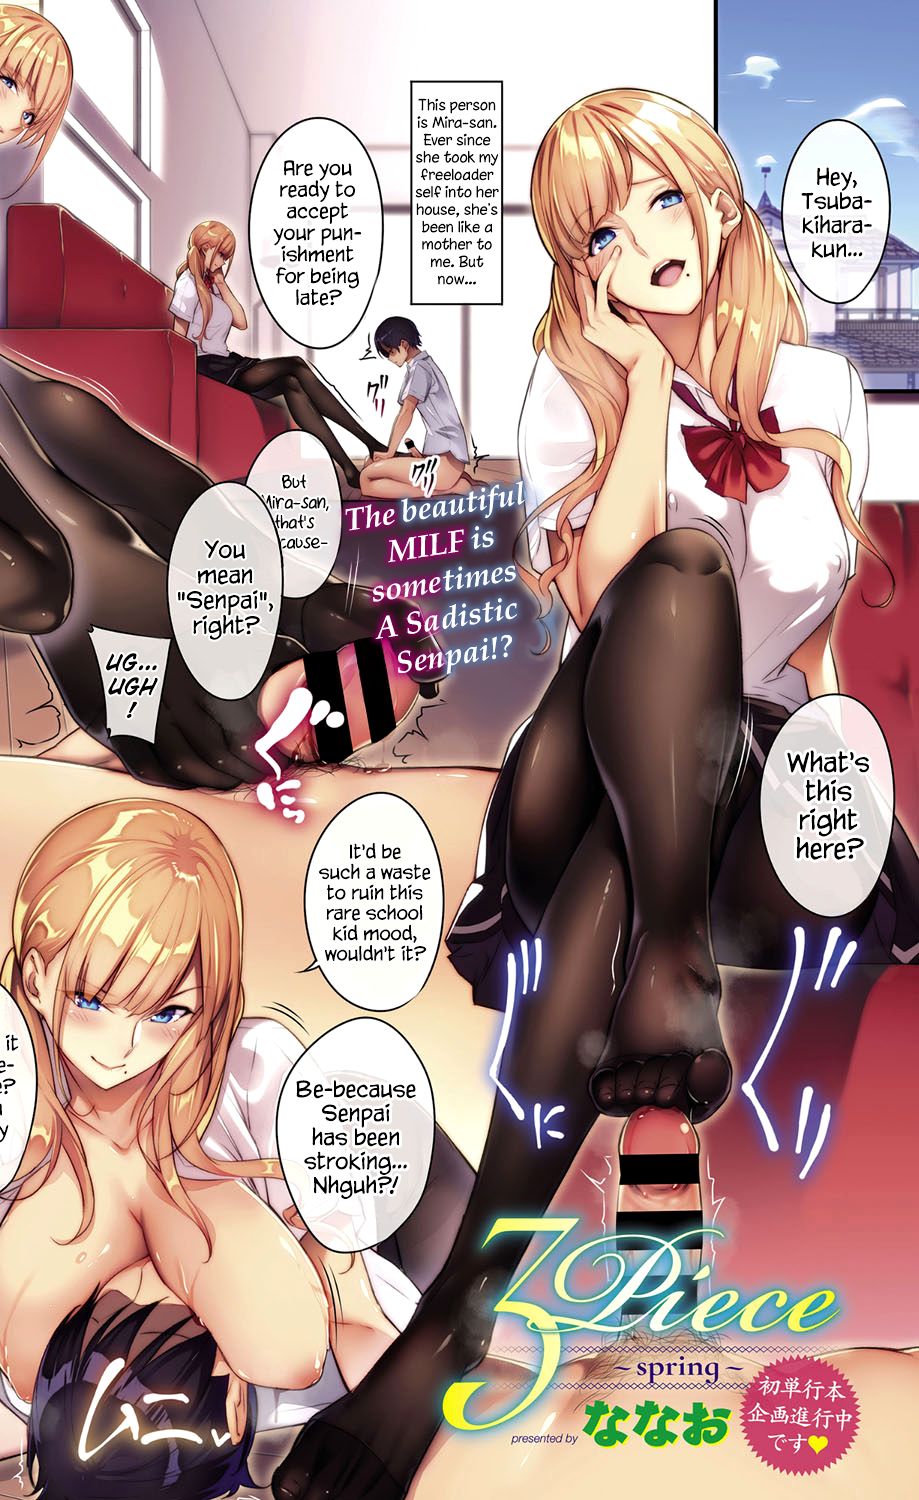 Hey,
Tsuba-
kihara-
kun...
This person
is Mira-san.
Ever since
she took my
freeloader
self into her
house, she's
been like a
mother to
me. But
now...
Are you
ready to
accept
your pun-
ishment
for being
late?
The beautiful
MILF is
sometimes
A Sadistic
Senpai!?
But
Mira-san,
that's
You
mean
"Senpai",
right?
UG...
UGH
!
What's
this
right
here?
It'd be
such a waste
to ruin this
rare school
kid mood,
wouldn't it?
Be-because
Senpai
has been
stroking...
Nhguh?!
it
ムニッ
3Piece
~ spring ~
presented by ななお
初単行本
企画進行中
です♥